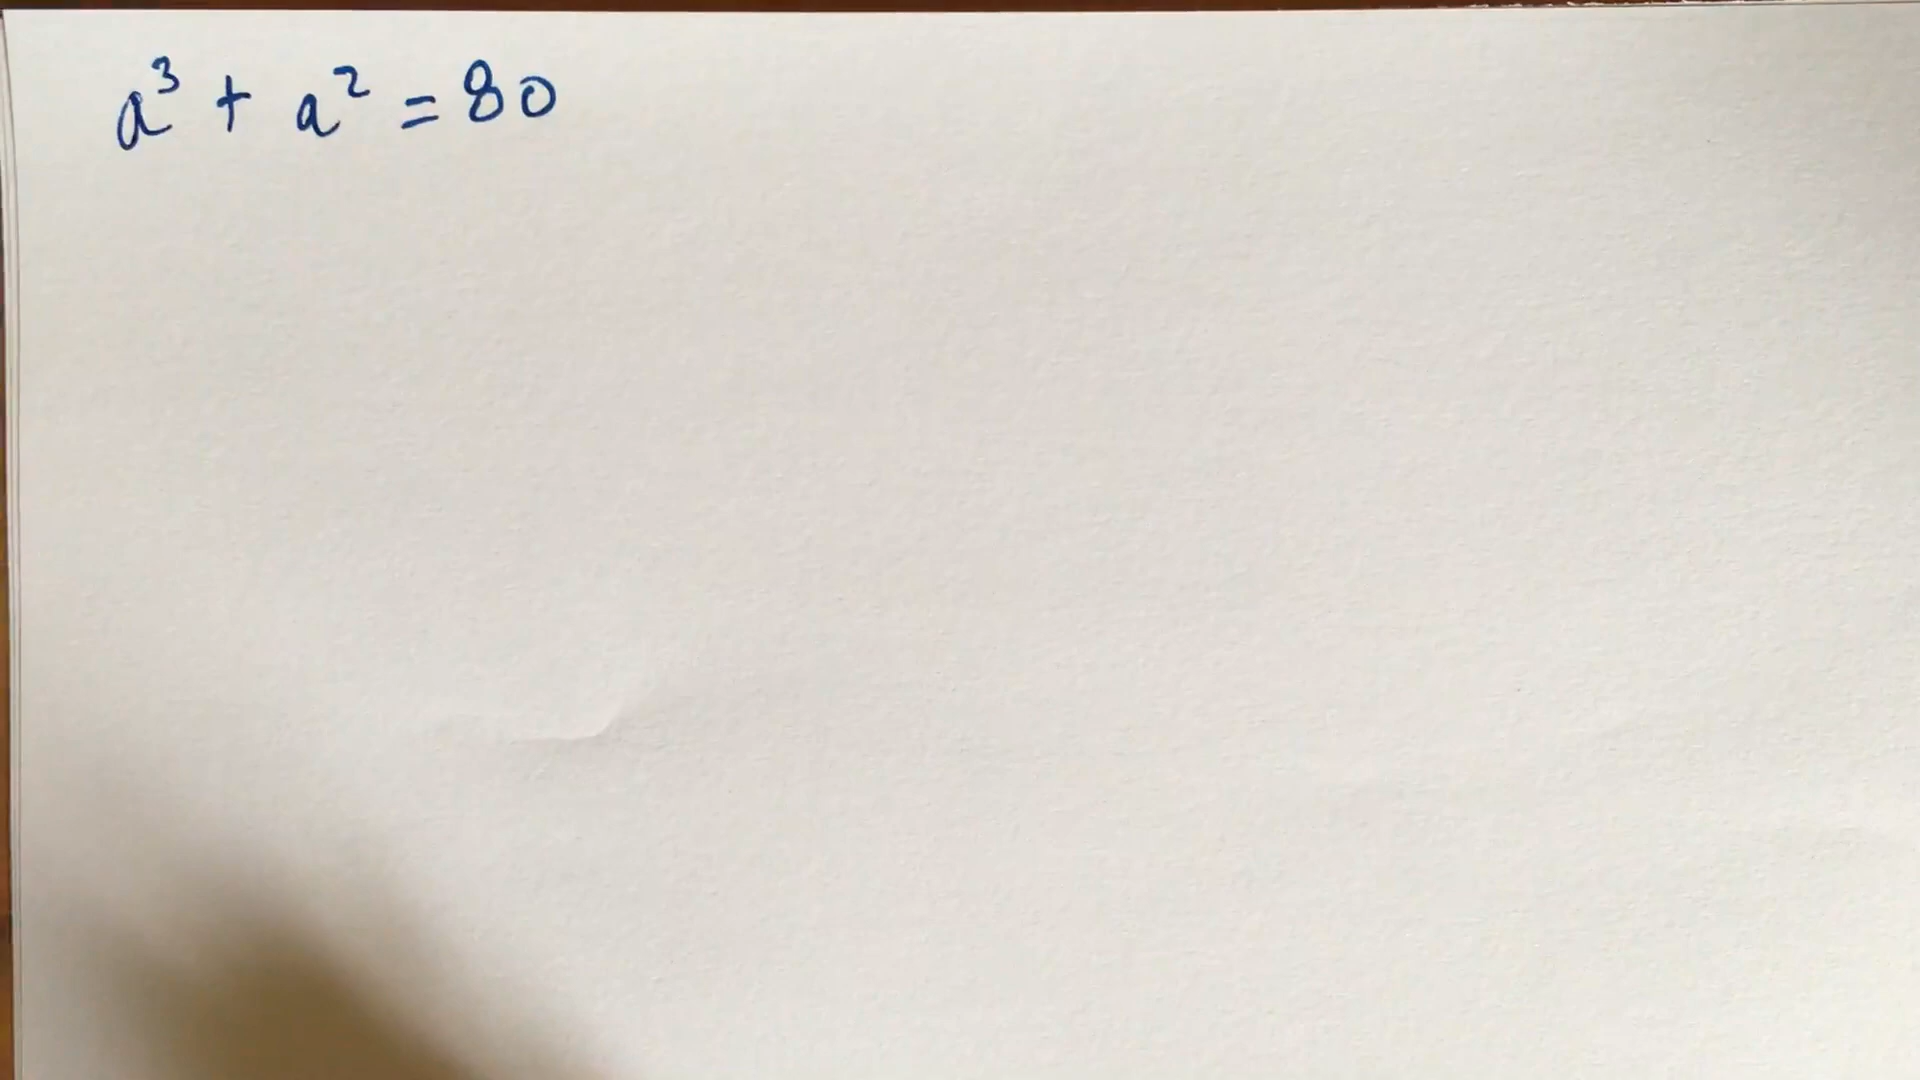 a³ + a² = 80